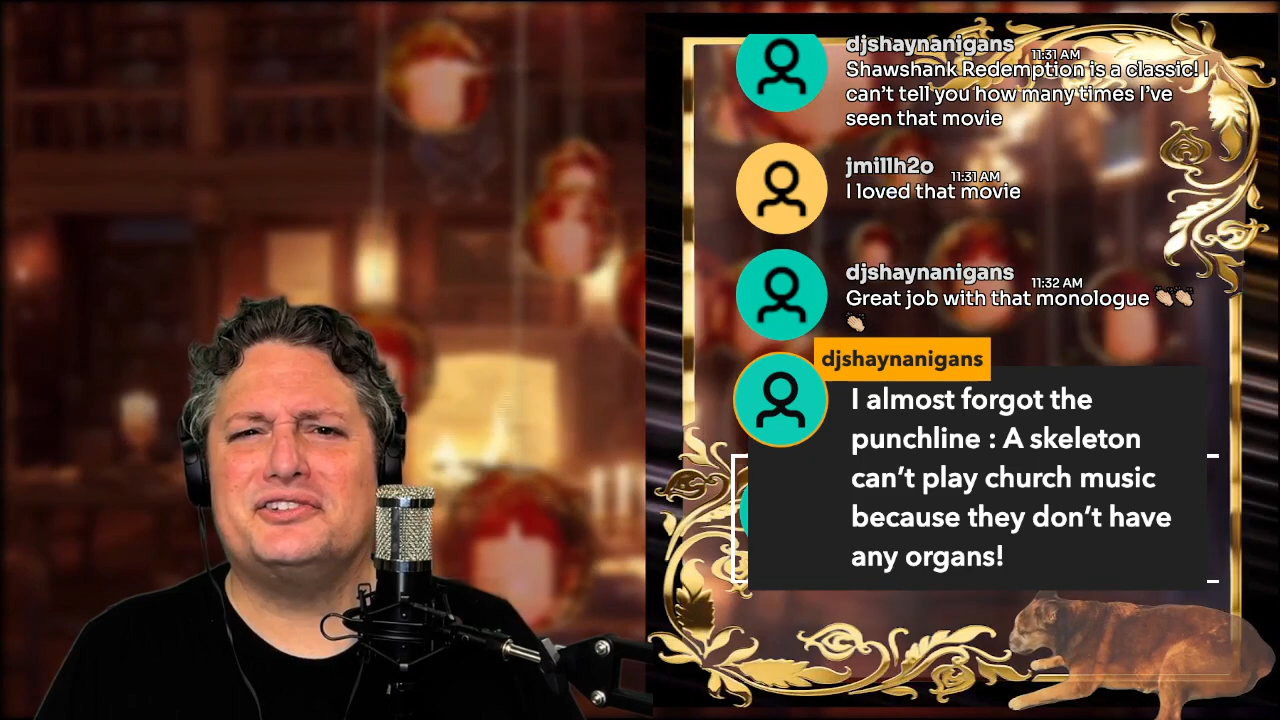 djshaynanigans 11:31 AM
Shawshank Redemption is a classic! I
can't tell you how many times I've
seen that movie
jmillh2o 11:31 AM
I loved that movie
djshaynanigans 11:32 AM
Great job with that monologue 👏🏼👏🏼
👏🏼
djshaynanigans
I almost forgot the
punchline : A skeleton
can't play church music
because they don't have
any organs!